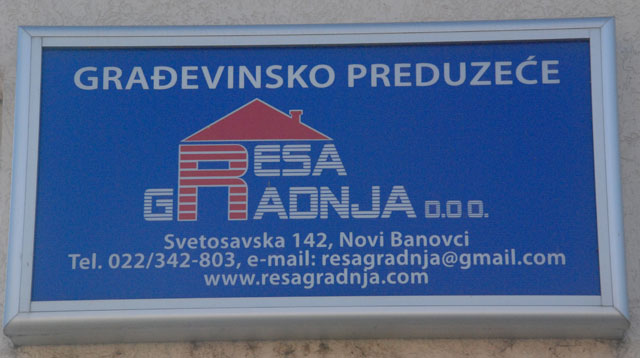 GRAĐEVINSKO PREDUZEĆE
RESA
GRADNJA D.O O.
Svetosavska 142, Novi Banovci
Tel. 022/342-803, e-mail: resagradnja@gmail.com
www.resagradnja.com